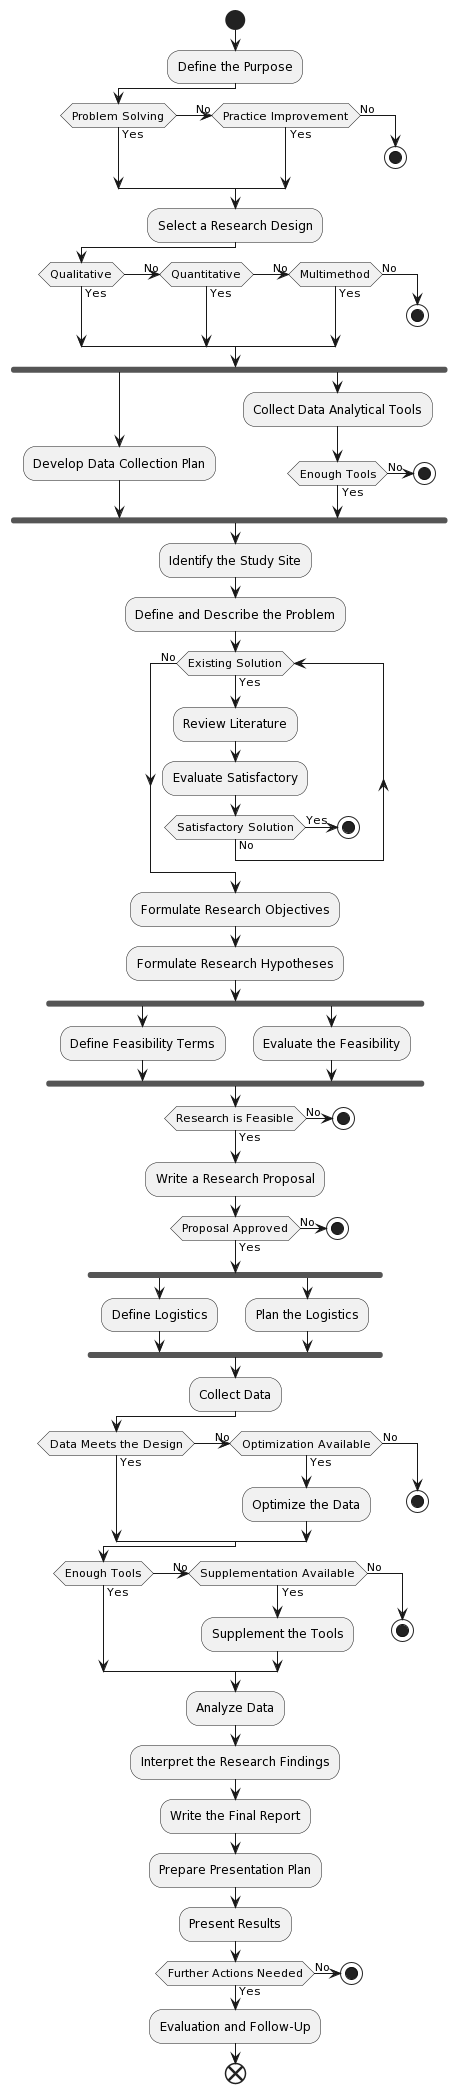 Define the Purpose
Problem Solving
No
Practice Improvement
No
Yes
Yes
Select a Research Design
Qualitative
No
Quantitative
No
Multimethod
No
Yes
Yes
Yes
Collect Data Analytical Tools
Develop Data Collection Plan
Enough Tools
No
Yes
Identify the Study Site
Define and Describe the Problem
No
Existing Solution
Yes
Review Literature
Evaluate Satisfactory
Satisfactory Solution
Yes
No
Formulate Research Objectives
Formulate Research Hypotheses
Define Feasibility Terms
Evaluate the Feasibility
Research is Feasible
No
Yes
Write a Research Proposal
Proposal Approved
No
Yes
Define Logistics
Plan the Logistics
Collect Data
Data Meets the Design
No
Optimization Available
No
Yes
Yes
Optimize the Data
Enough Tools
No
Supplementation Available
No
Yes
Yes
Supplement the Tools
Analyze Data
Interpret the Research Findings
Write the Final Report
Prepare Presentation Plan
Present Results
Further Actions Needed
No
Yes
Evaluation and Follow-Up